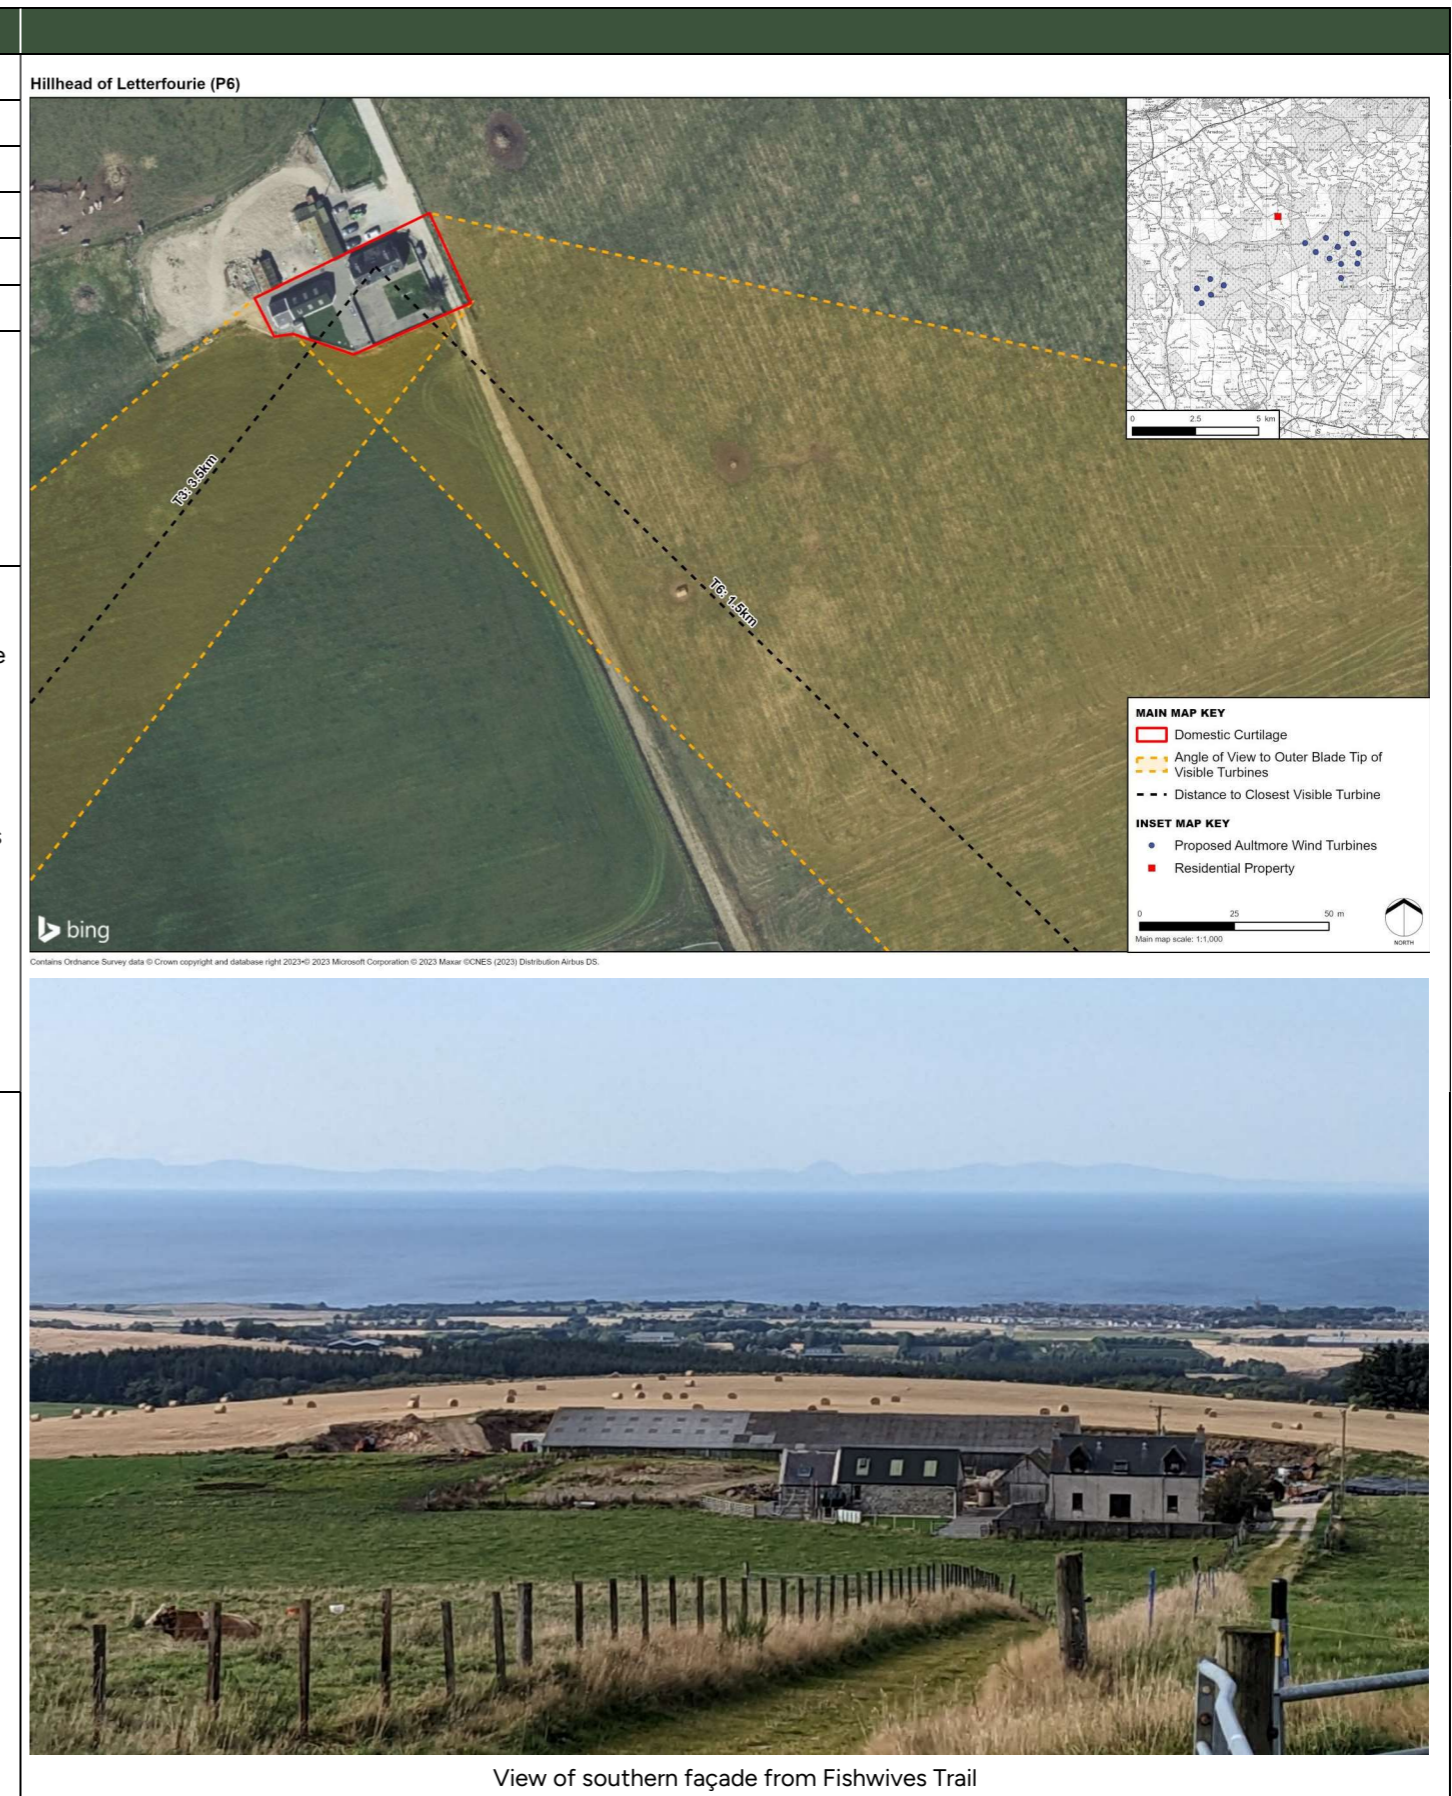 Hillhead of Letterfourie (P6)
T3: 3.5km
T6: 1.5km
0 2.5 5 km
MAIN MAP KEY
Domestic Curtilage
Angle of View to Outer Blade Tip of
Visible Turbines
Distance to Closest Visible Turbine
INSET MAP KEY
Proposed Aultmore Wind Turbines
Residential Property
0 25 50 m
Main map scale: 1:1,000
NORTH
bing
Contains Ordnance Survey data © Crown copyright and database right 2023•© 2023 Microsoft Corporation © 2023 Maxar ©CNES (2023) Distribution Airbus DS.
View of southern façade from Fishwives Trail